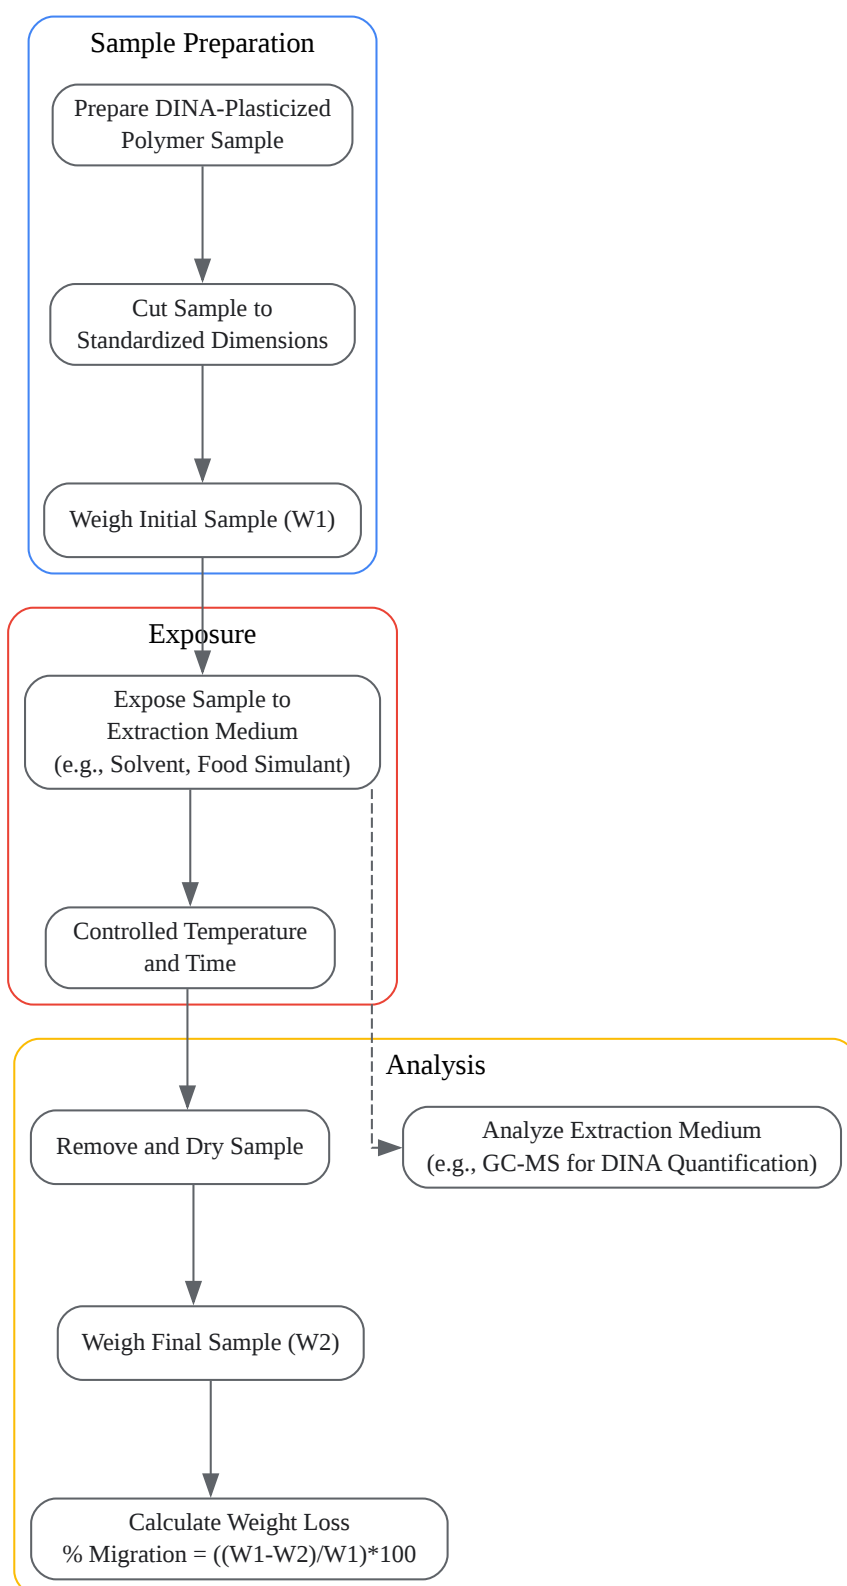 Sample Preparation
Prepare DINA-Plasticized
Polymer Sample
Cut Sample to
Standardized Dimensions
Weigh Initial Sample (W1)
Exposure
Expose Sample to
Extraction Medium
(e.g., Solvent, Food Simulant)
Controlled Temperature
and Time
Analysis
Remove and Dry Sample
Analyze Extraction Medium
(e.g., GC-MS for DINA Quantification)
Weigh Final Sample (W2)
Calculate Weight Loss
% Migration = ((W1-W2)/W1)*100